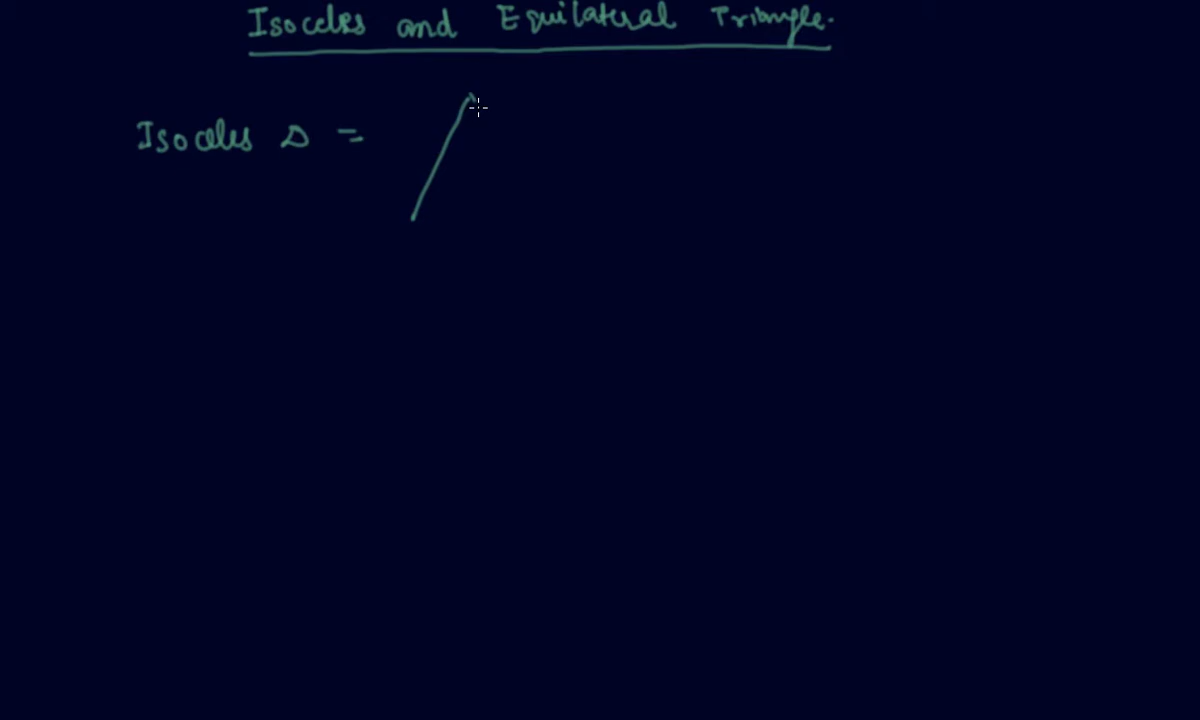 Isoceles and Equilateral Triangle.
Isoceles Δ =